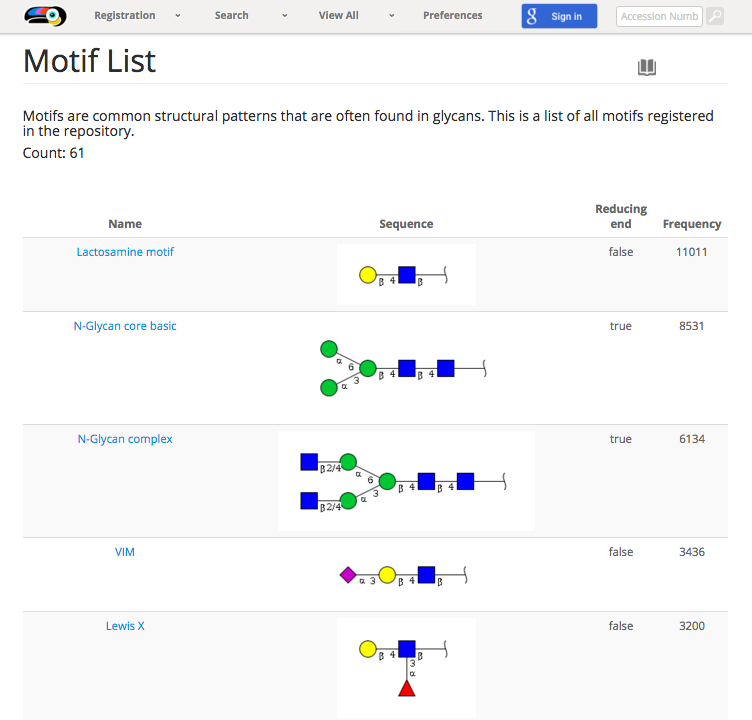 Registration Search View All Preferences Sign in Accession Numb
Motif List
Motifs are common structural patterns that are often found in glycans. This is a list of all motifs registered
in the repository.
Count: 61
Name Sequence Reducing end Frequency
Lactosamine motif false 11011
β 4 β
N-Glycan core basic true 8531
α 6
α 3 β 4 β 4
N-Glycan complex true 6134
β 2/4 α 6
β 2/4 α 3 β 4 β 4
VIM false 3436
α 3 β 4 β
Lewis X false 3200
β 4 β
3
α